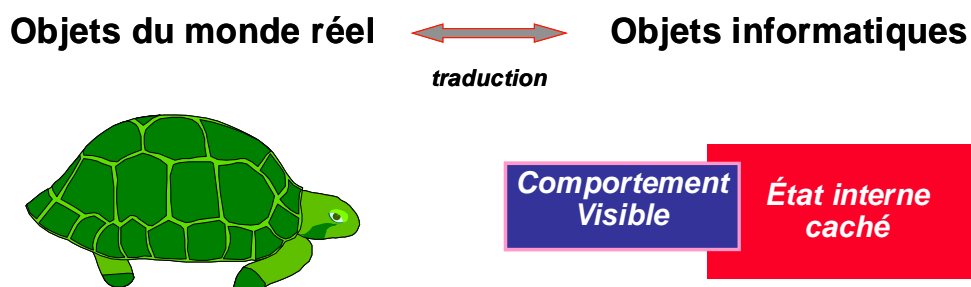 Objets du monde réel
Objets informatiques
traduction
Comportement
Visible
État interne
caché